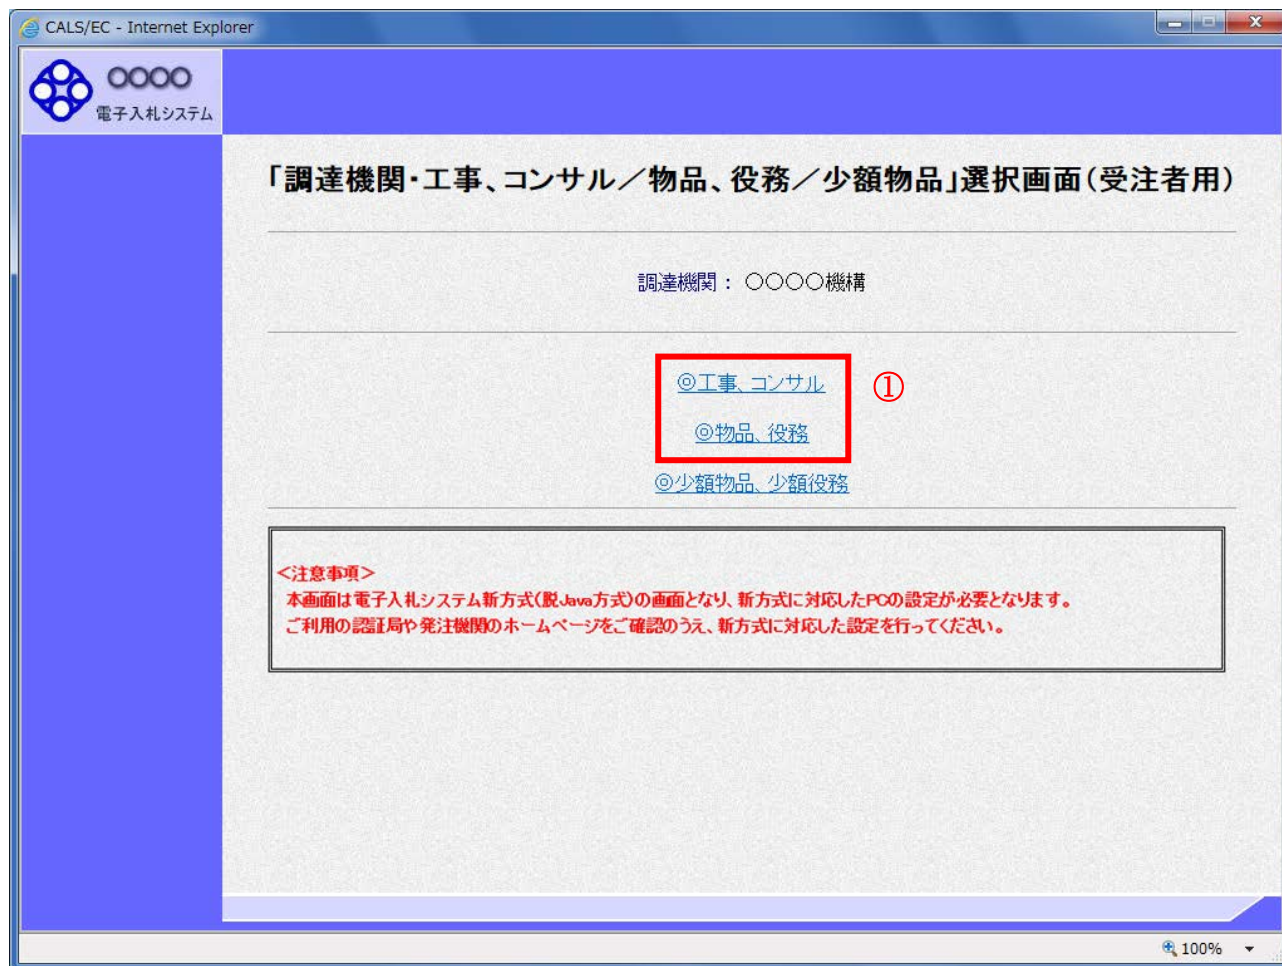 CALS/EC - Internet Explorer
○○○○
電子入札システム
「調達機関・工事、コンサル／物品、役務／少額物品」選択画面(受注者用)
調達機関： ○○○○機構
◎工事、コンサル
①
◎物品、役務
◎少額物品、少額役務
＜注意事項＞
本画面は電子入札システム新方式(脱Java方式)の画面となり、新方式に対応したPCの設定が必要となります。
ご利用の認証局や発注機関のホームページをご確認のうえ、新方式に対応した設定を行ってください。
100%